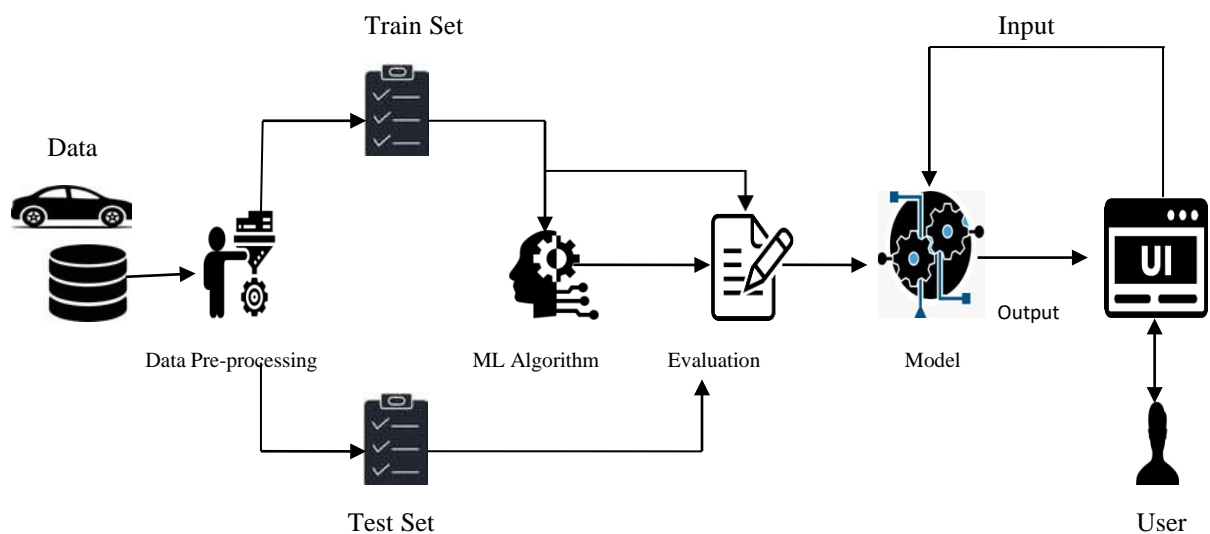 Train Set
Input
Data
UI
Output
Data Pre-processing
ML Algorithm
Evaluation
Model
Test Set
User